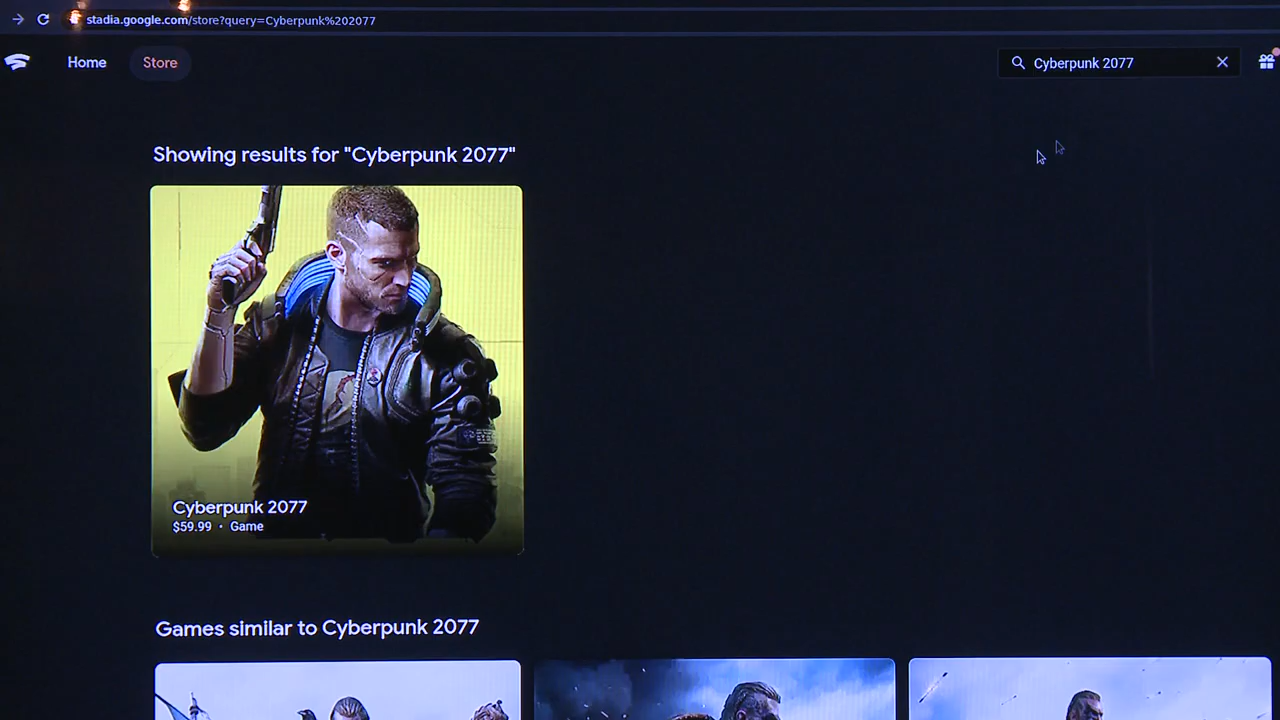 stadia.google.com/store?query=Cyberpunk%202077
Home
Store
Cyberpunk 2077
Showing results for "Cyberpunk 2077"
Cyberpunk 2077
$59.99 • Game
Games similar to Cyberpunk 2077